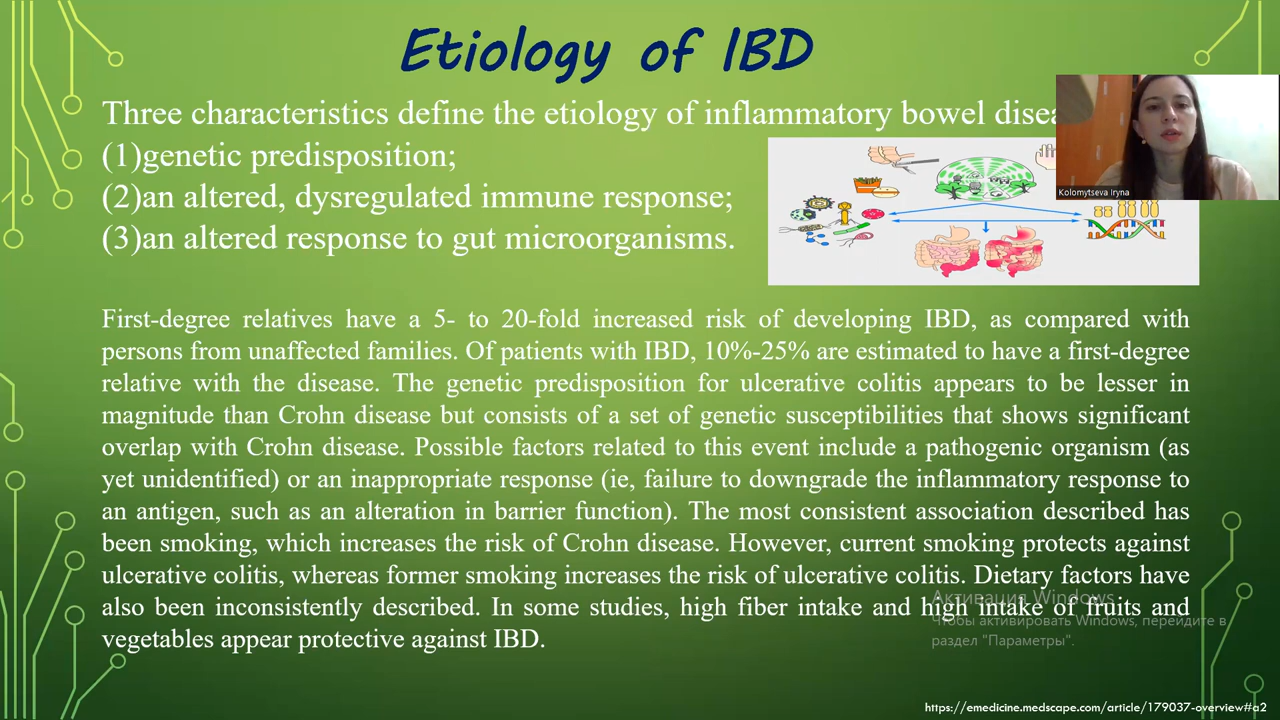 Etiology of IBD
Three characteristics define the etiology of inflammatory bowel
(1)genetic predisposition;
(2)an altered, dysregulated immune response;
(3)an altered response to gut microorganisms.
Kolomytseva Iryna
First-degree relatives have a 5- to 20-fold increased risk of developing IBD, as compared with
persons from unaffected families. Of patients with IBD, 10%-25% are estimated to have a first-degree
relative with the disease. The genetic predisposition for ulcerative colitis appears to be lesser in
magnitude than Crohn disease but consists of a set of genetic susceptibilities that shows significant
overlap with Crohn disease. Possible factors related to this event include a pathogenic organism (as
yet unidentified) or an inappropriate response (ie, failure to downgrade the inflammatory response to
an antigen, such as an alteration in barrier function). The most consistent association described has
been smoking, which increases the risk of Crohn disease. However, current smoking protects against
ulcerative colitis, whereas former smoking increases the risk of ulcerative colitis. Dietary factors have
also been inconsistently described. In some studies, high fiber intake and high intake of fruits and
vegetables appear protective against IBD.
Активация Windows
Чтобы активировать Windows, перейдите в
раздел "Параметры".
https://emedicine.medscape.com/article/179037-overview#a2